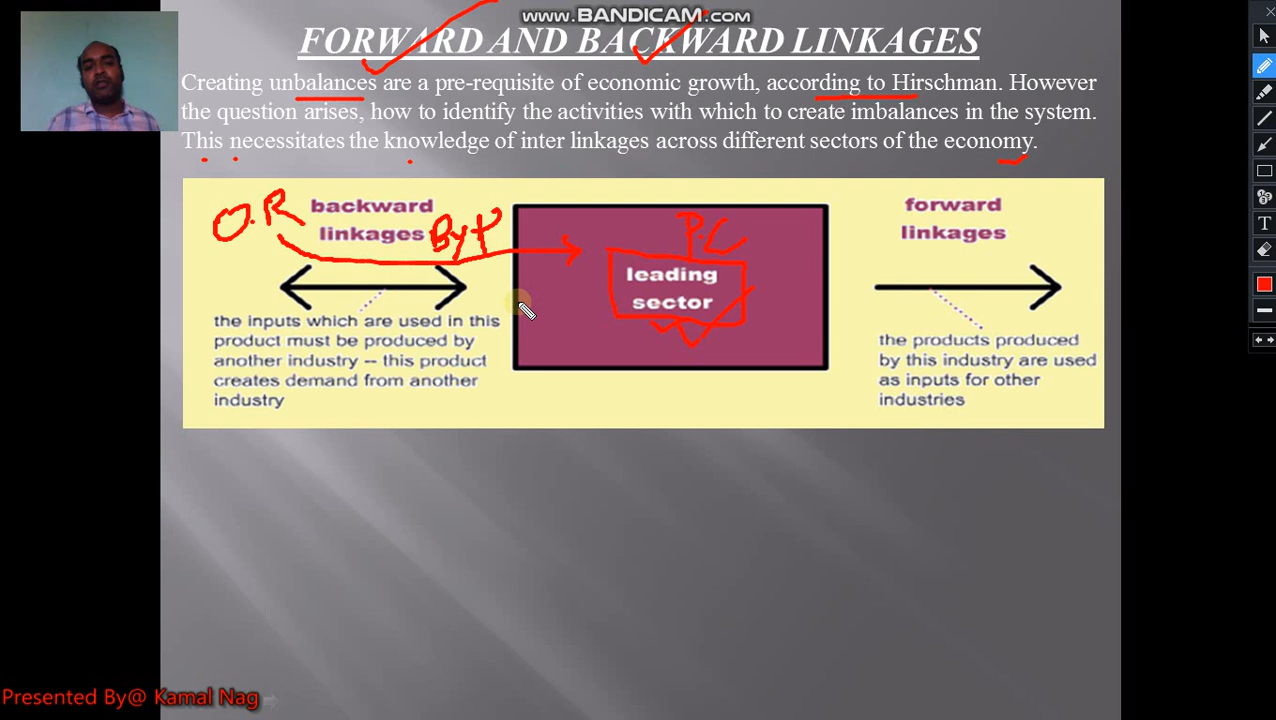 www.BANDICAM.com
FORWARD AND BACKWARD LINKAGES
Creating unbalances are a pre-requisite of economic growth, according to Hirschman. However
the question arises, how to identify the activities with which to create imbalances in the system.
This necessitates the knowledge of inter linkages across different sectors of the economy.
O.R
backward
linkages
By P
the inputs which are used in this
product must be produced by
another industry -- this product
creates demand from another
industry
P.C
leading
sector
forward
linkages
the products produced
by this industry are used
as inputs for other
industries
T
Presented By@ Kamal Nag